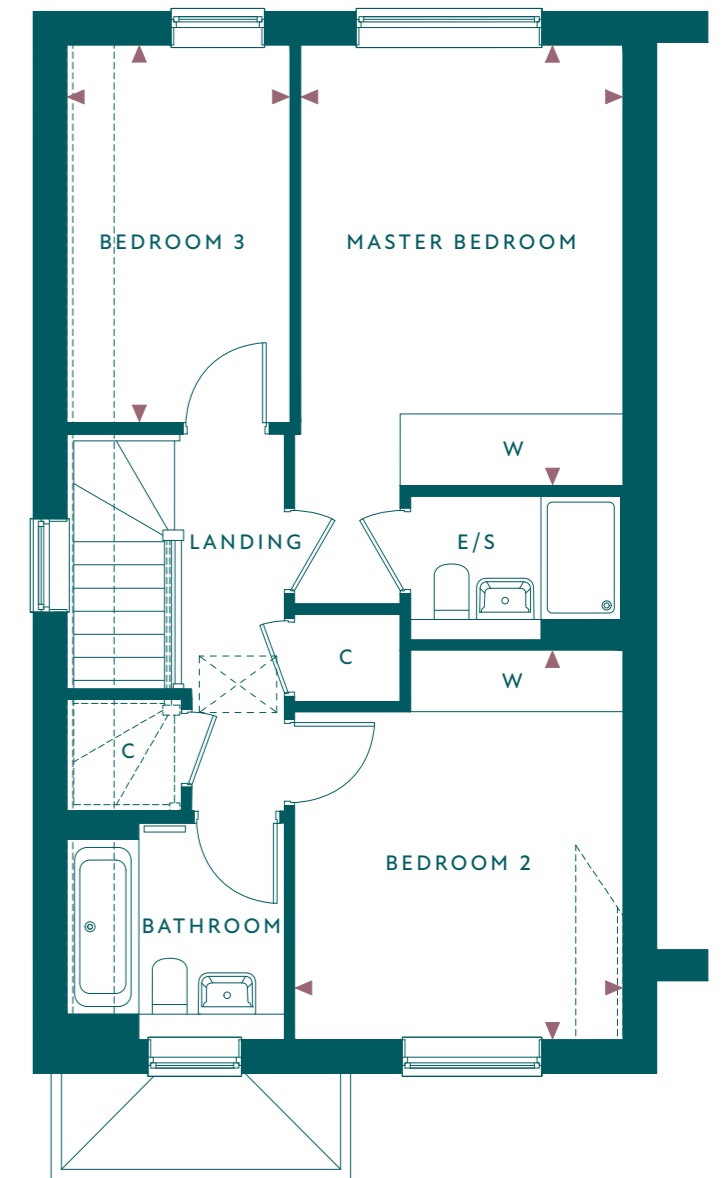 BEDROOM 3
MASTER BEDROOM
W
LANDING
E/S
C
W
C
BEDROOM 2
BATHROOM